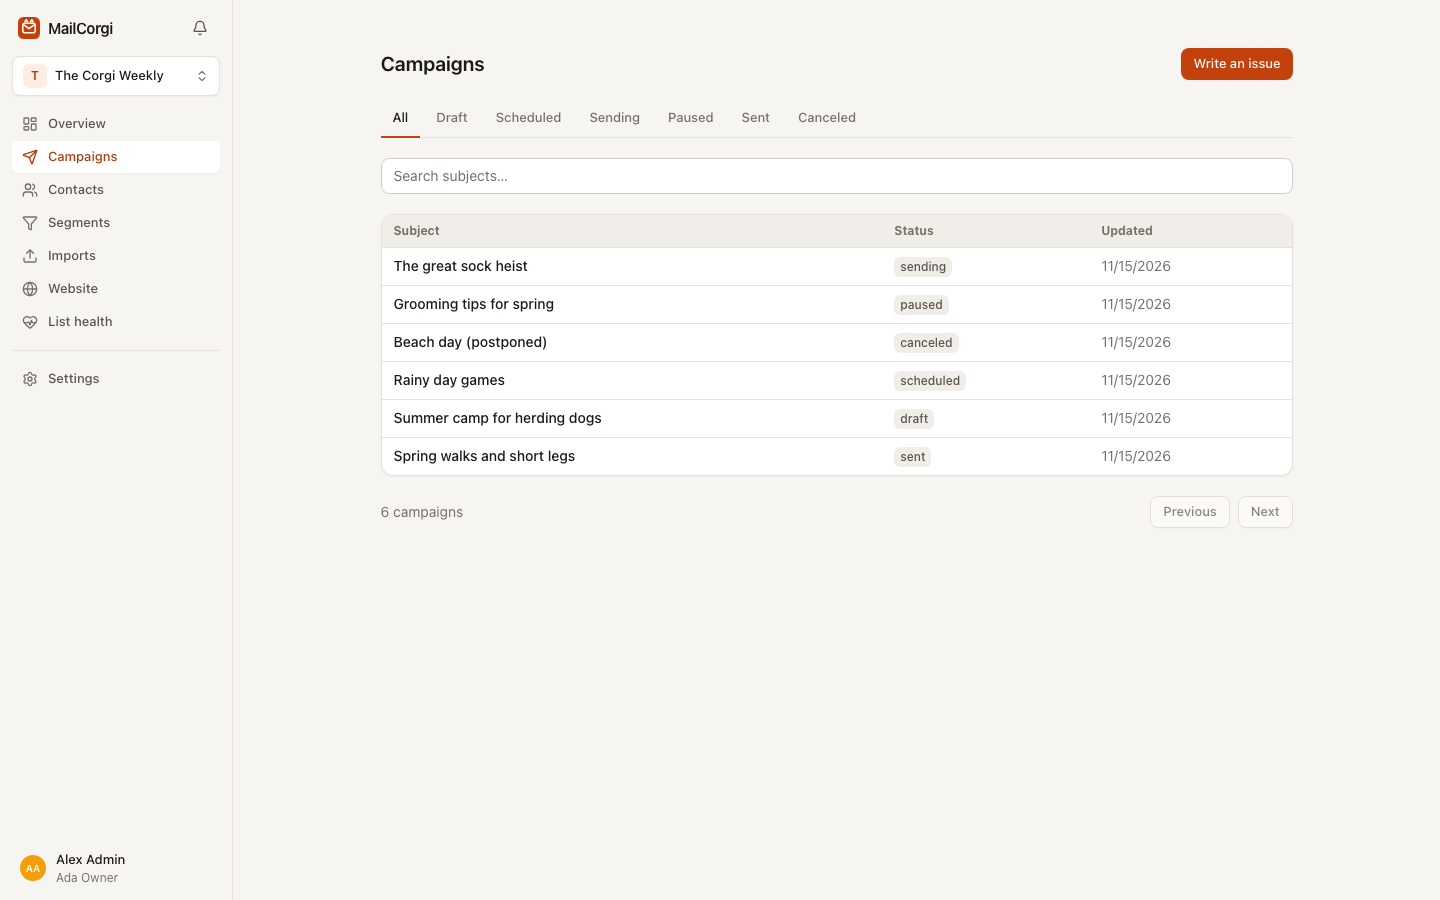 MailCorgi
T The Corgi Weekly
Overview
Campaigns
Contacts
Segments
Imports
Website
List health
Settings
AA
Alex Admin
Ada Owner
Campaigns
Write an issue
All Draft Scheduled Sending Paused Sent Canceled
Search subjects...
Subject Status Updated
The great sock heist sending 11/15/2026
Grooming tips for spring paused 11/15/2026
Beach day (postponed) canceled 11/15/2026
Rainy day games scheduled 11/15/2026
Summer camp for herding dogs draft 11/15/2026
Spring walks and short legs sent 11/15/2026
6 campaigns
Previous Next